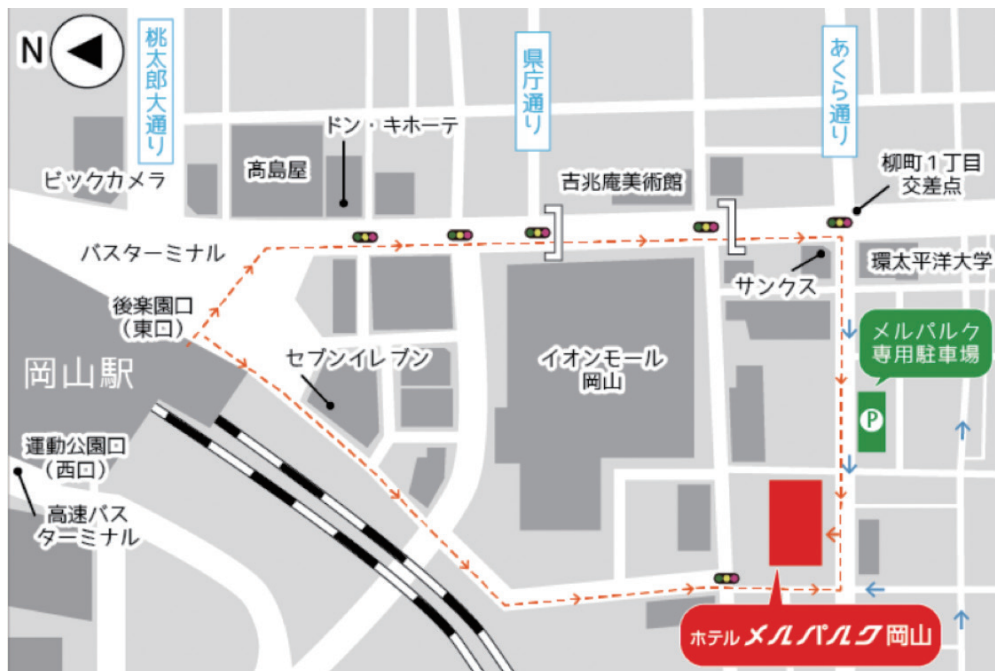 N
桃太郎大通り
県庁通り
あくら通り
ドン・キホーテ
ビックカメラ
髙島屋
吉兆庵美術館
柳町1丁目
交差点
バスターミナル
サンクス
環太平洋大学
後楽園口
(東口)
メルパルク
専用駐車場
セブンイレブン
イオンモール
岡山
岡山駅
P
運動公園口
(西口)
高速バス
ターミナル
ホテル メルパルク 岡山